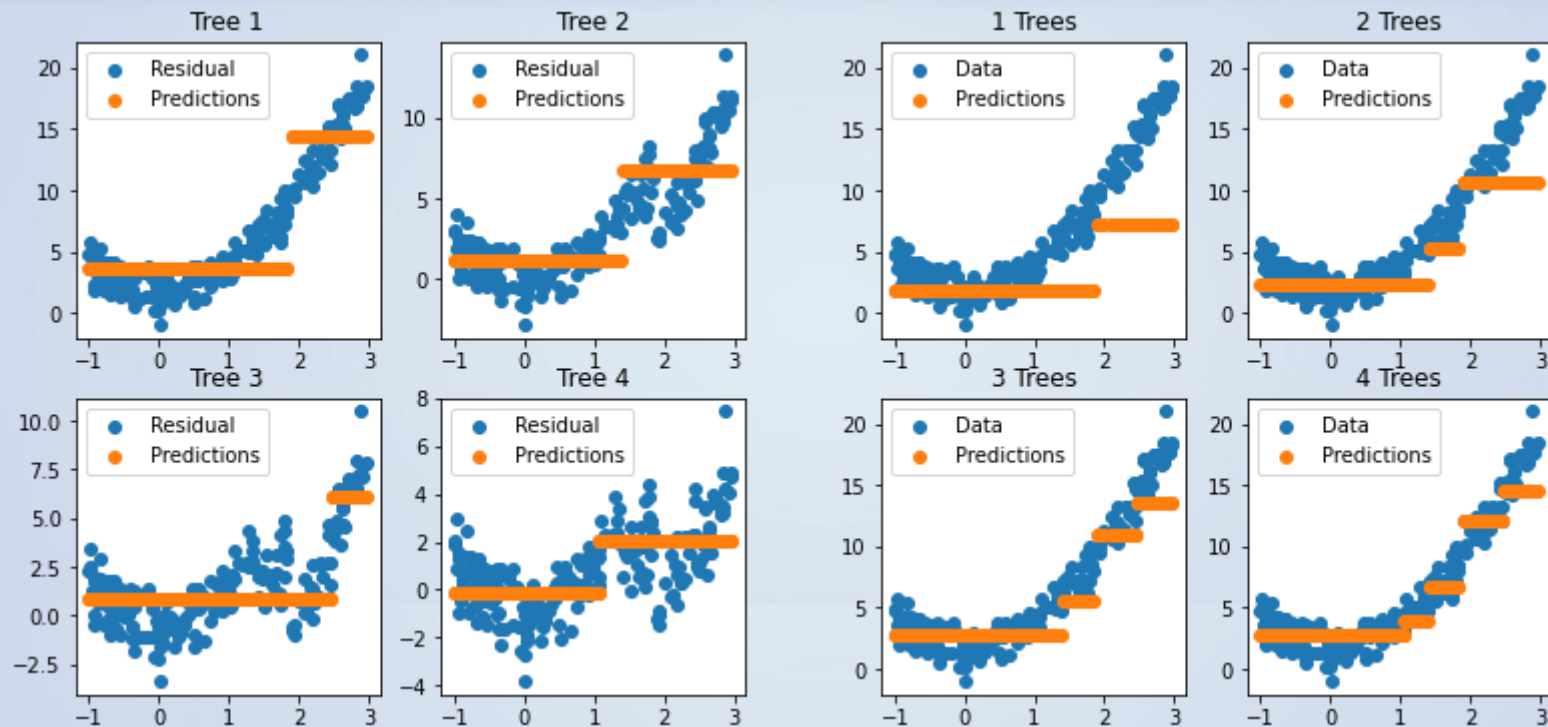 Tree 1
Residual
Predictions
20
15
10
5
0
−1 0 1 2 3
Tree 2
Residual
Predictions
10
5
0
−1 0 1 2 3
1 Trees
Data
Predictions
20
15
10
5
0
−1 0 1 2 3
2 Trees
Data
Predictions
20
15
10
5
0
−1 0 1 2 3
Tree 3
Residual
Predictions
10.0
7.5
5.0
2.5
0.0
−2.5
−1 0 1 2 3
Tree 4
Residual
Predictions
8
6
4
2
0
−2
−4
−1 0 1 2 3
3 Trees
Data
Predictions
20
15
10
5
0
−1 0 1 2 3
4 Trees
Data
Predictions
20
15
10
5
0
−1 0 1 2 3